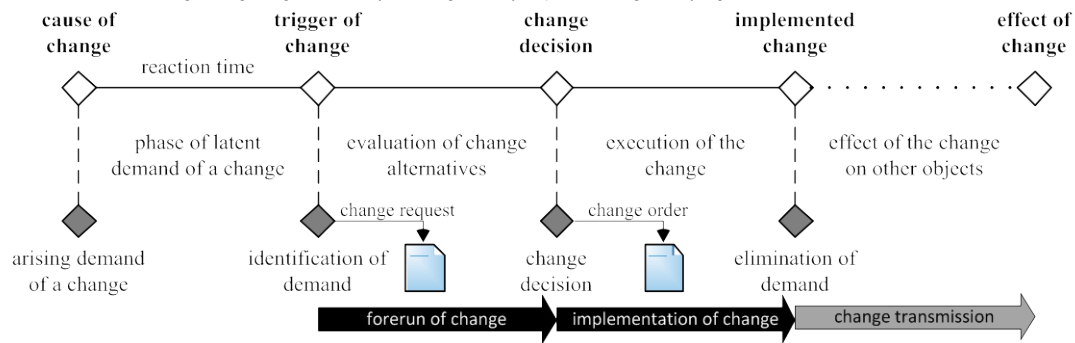 cause of
change
trigger of
change
change
decision
implemented
change
effect of
change
reaction time
phase of latent
demand of a change
evaluation of change
alternatives
execution of the
change
effect of the change
on other objects
change request
change order
arising demand
of a change
identification of
demand
change
decision
elimination of
demand
forerun of change
implementation of change
change transmission